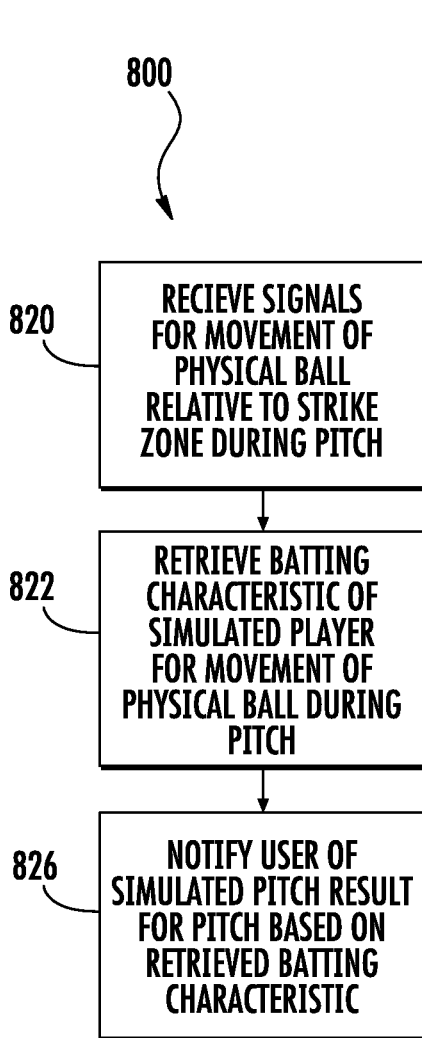 800
820
RECIEVE SIGNALS
FOR MOVEMENT OF
PHYSICAL BALL
RELATIVE TO STRIKE
ZONE DURING PITCH
822
RETRIEVE BATTING
CHARACTERISTIC OF
SIMULATED PLAYER
FOR MOVEMENT OF
PHYSICAL BALL DURING
PITCH
826
NOTIFY USER OF
SIMULATED PITCH RESULT
FOR PITCH BASED ON
RETRIEVED BATTING
CHARACTERISTIC